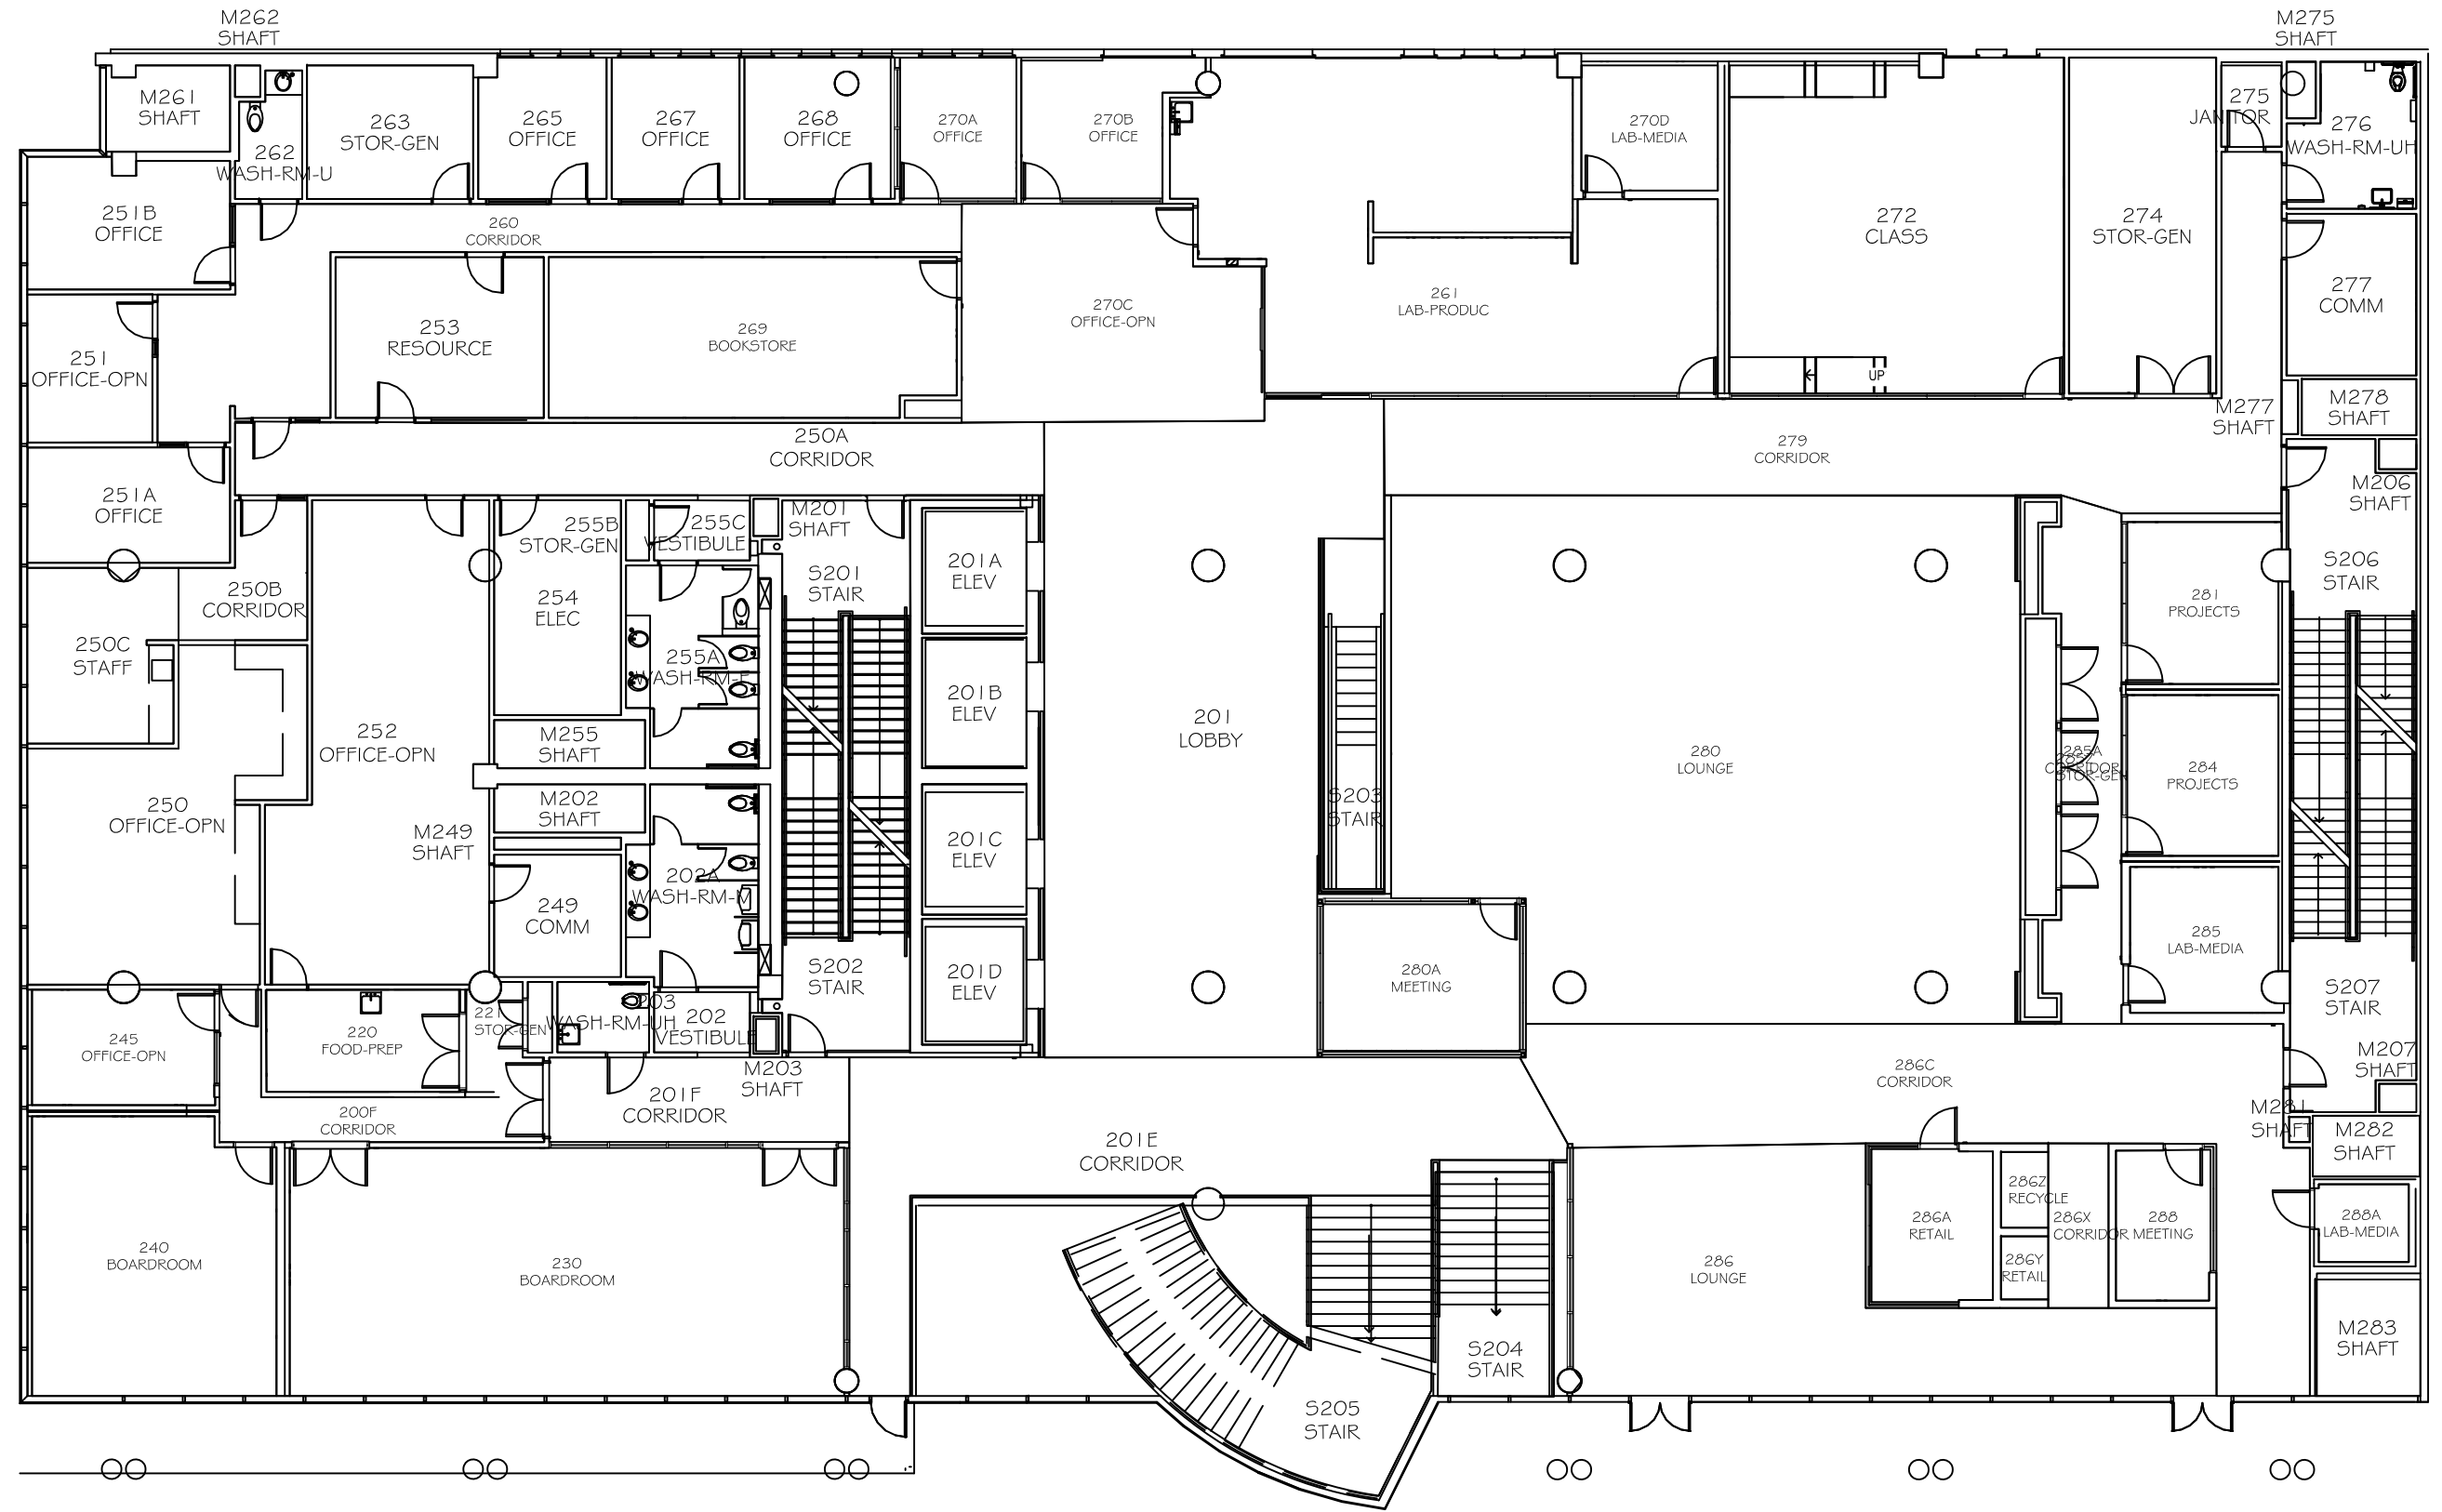 M262
SHAFT
M275
SHAFT
M261
SHAFT
262
WASH-RM-U
263
STOR-GEN
265
OFFICE
267
OFFICE
268
OFFICE
270A
OFFICE
270B
OFFICE
270D
LAB-MEDIA
272
CLASS
274
STOR-GEN
275
JANITOR
276
WASH-RM-UH
251B
OFFICE
260
CORRIDOR
277
COMM
251
OFFICE-OPN
253
RESOURCE
269
BOOKSTORE
270C
OFFICE-OPN
261
LAB-PRODUC
UP
M277
SHAFT
M278
SHAFT
250A
CORRIDOR
279
CORRIDOR
251A
OFFICE
255B
STOR-GEN
255C
VESTIBULE
M201
SHAFT
M206
SHAFT
250B
CORRIDOR
254
ELEC
S201
STAIR
201A
ELEV
S206
STAIR
281
PROJECTS
250C
STAFF
255A
WASH-RM-F
201B
ELEV
201
LOBBY
252
OFFICE-OPN
M255
SHAFT
280
LOUNGE
285A
CORRIDOR
STOR-GEN
284
PROJECTS
250
OFFICE-OPN
M249
SHAFT
M202
SHAFT
S203
STAIR
201C
ELEV
249
COMM
202A
WASH-RM-M
285
LAB-MEDIA
S202
STAIR
201D
ELEV
280A
MEETING
S207
STAIR
245
OFFICE-OPN
220
FOOD-PREP
221
STOR-GEN
203
WASH-RM-UH
202
VESTIBULE
M203
SHAFT
M207
SHAFT
286C
CORRIDOR
200F
CORRIDOR
201F
CORRIDOR
201E
CORRIDOR
M281
SHAFT
M282
SHAFT
240
BOARDROOM
230
BOARDROOM
286
LOUNGE
286A
RETAIL
286Z
RECYCLE
286Y
RETAIL
286X
CORRIDOR
288
MEETING
288A
LAB-MEDIA
S204
STAIR
S205
STAIR
M283
SHAFT